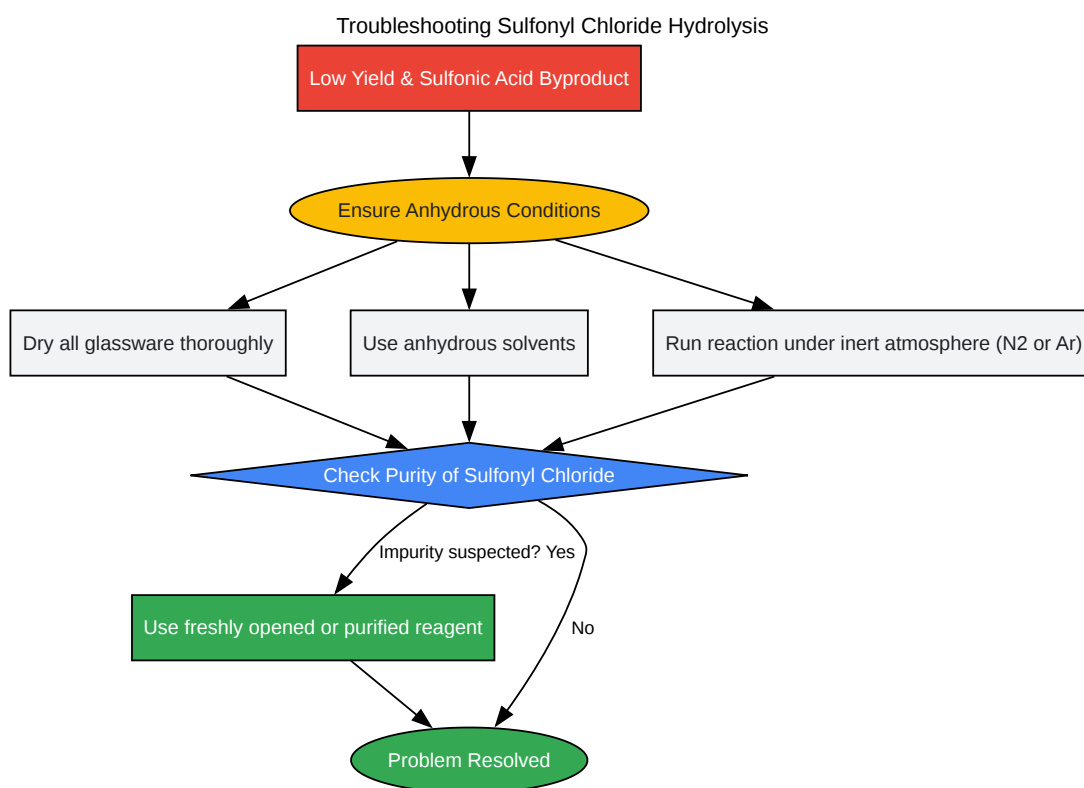 Troubleshooting Sulfonyl Chloride Hydrolysis
Low Yield & Sulfonic Acid Byproduct
Ensure Anhydrous Conditions
Dry all glassware thoroughly
Use anhydrous solvents
Run reaction under inert atmosphere (N2 or Ar)
Check Purity of Sulfonyl Chloride
Impurity suspected? Yes
Use freshly opened or purified reagent
No
Problem Resolved